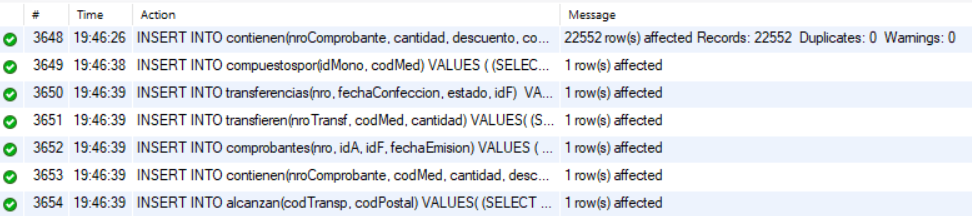 # Time Action Message
3648 19:46:26 INSERT INTO contienen(nroComprobante, cantidad, descuento, co... 22552 row(s) affected Records: 22552 Duplicates: 0 Warnings: 0
3649 19:46:38 INSERT INTO compuestospor(idMono, codMed) VALUES ( (SELEC... 1 row(s) affected
3650 19:46:39 INSERT INTO transferencias(nro, fechaConfeccion, estado, idF) VA... 1 row(s) affected
3651 19:46:39 INSERT INTO transfieren(nroTransf, codMed, cantidad) VALUES( (S... 1 row(s) affected
3652 19:46:39 INSERT INTO comprobantes(nro, idA, idF, fechaEmision) VALUES ( ... 1 row(s) affected
3653 19:46:39 INSERT INTO contienen(nroComprobante, codMed, cantidad, desc... 1 row(s) affected
3654 19:46:39 INSERT INTO alcanzan(codTransp, codPostal) VALUES( (SELECT ... 1 row(s) affected